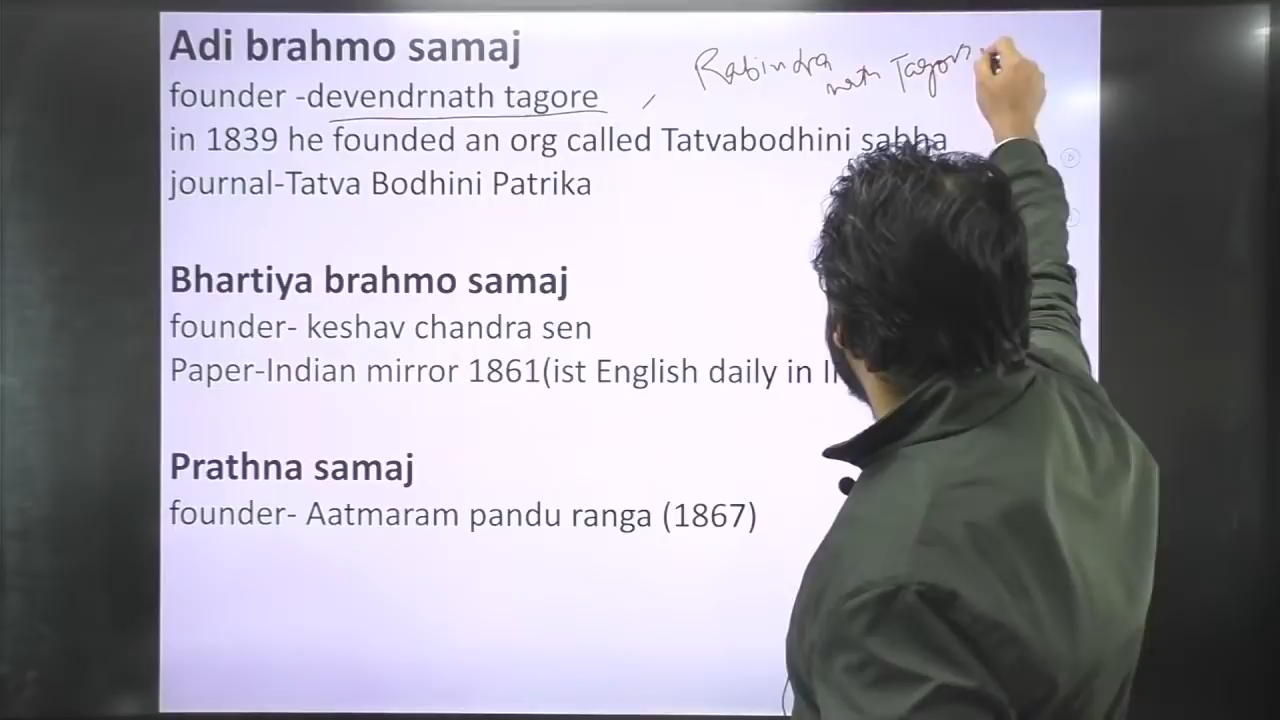 Adi brahmo samaj
Rabindra
nath Tagore
founder -devendrnath tagore
in 1839 he founded an org called Tatvabodhini sabha
journal-Tatva Bodhini Patrika
Bhartiya brahmo samaj
founder- keshav chandra sen
Paper-Indian mirror 1861(ist English daily in
Prathna samaj
founder- Aatmaram pandu ranga (1867)